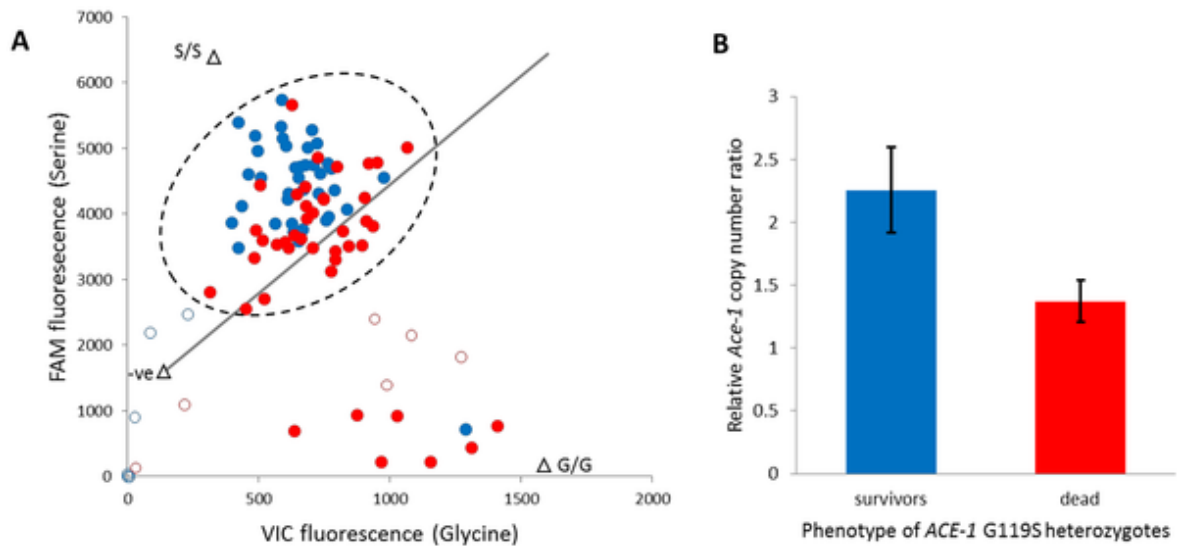 A
7000
6000
5000
4000
3000
2000
1000
0
FAM fluoresecence (Serine)
S/S
-ve
G/G
0 500 1000 1500 2000
VIC fluorescence (Glycine)
B
3
2.5
2
1.5
1
0.5
0
Relative Ace-1 copy number ratio
survivors dead
Phenotype of ACE-1 G119S heterozygotes